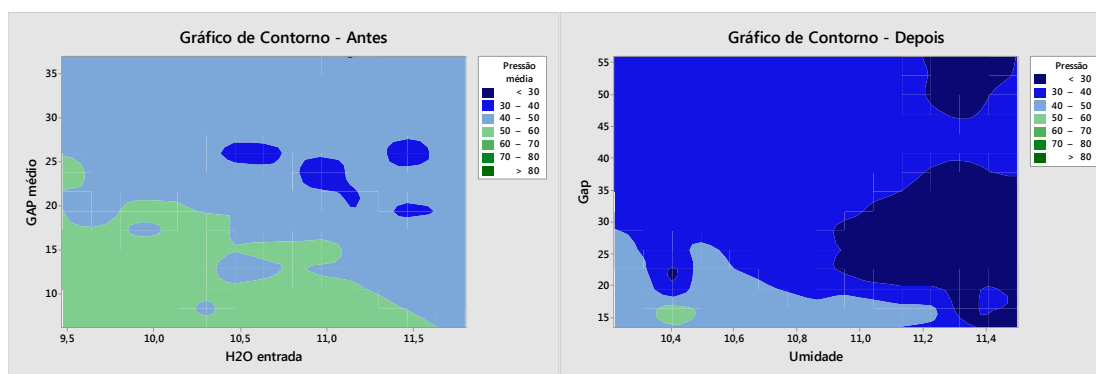 Gráfico de Contorno - Antes
Pressão
média
< 30
30 – 40
40 – 50
50 – 60
60 – 70
70 – 80
> 80
GAP médio
35
30
25
20
15
10
9,5
10,0
10,5
11,0
11,5
H2O entrada
Gráfico de Contorno - Depois
Pressão
média
< 30
30 – 40
40 – 50
50 – 60
60 – 70
70 – 80
> 80
Gap
55
50
45
40
35
30
25
20
15
10,4
10,6
10,8
11,0
11,2
11,4
Umidade